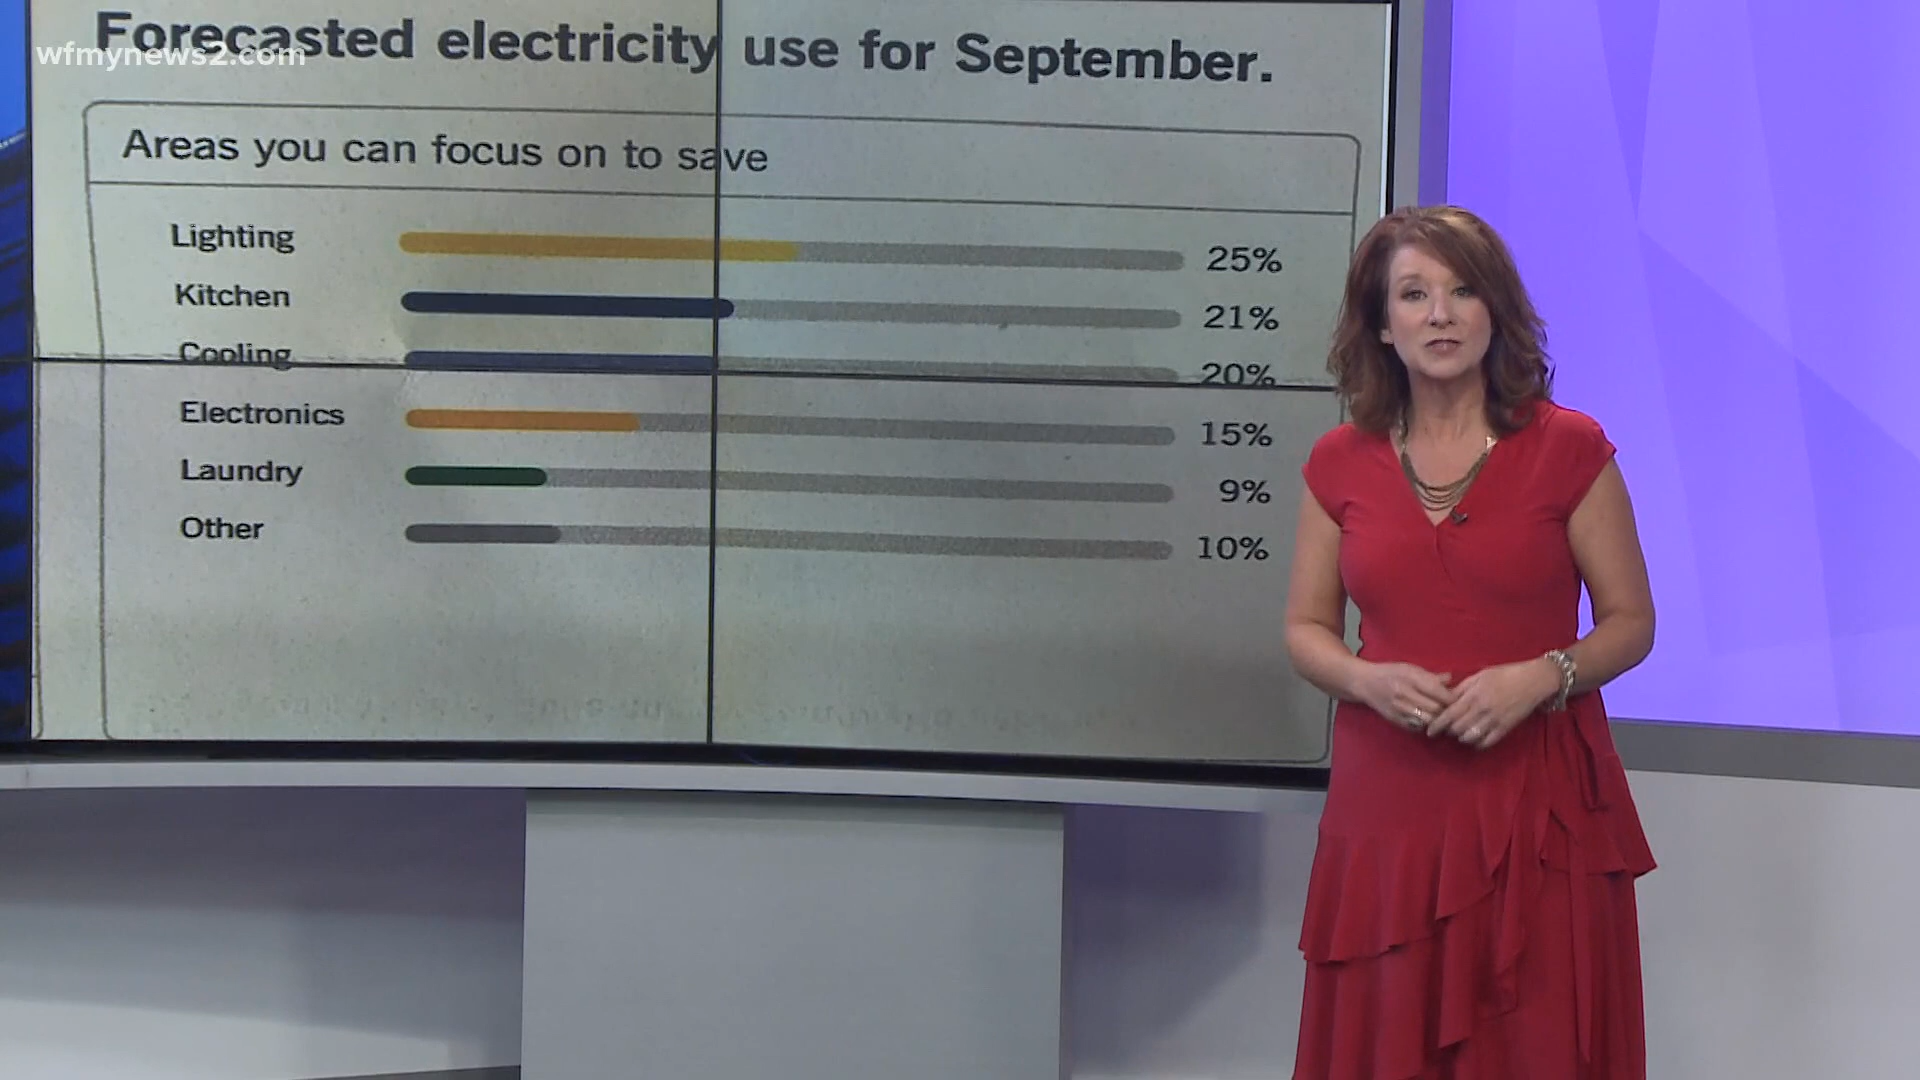 wfmynews2.com
Forecasted electricity use for September.
Areas you can focus on to save
Lighting 25%
Kitchen 21%
Cooling 20%
Electronics 15%
Laundry 9%
Other 10%